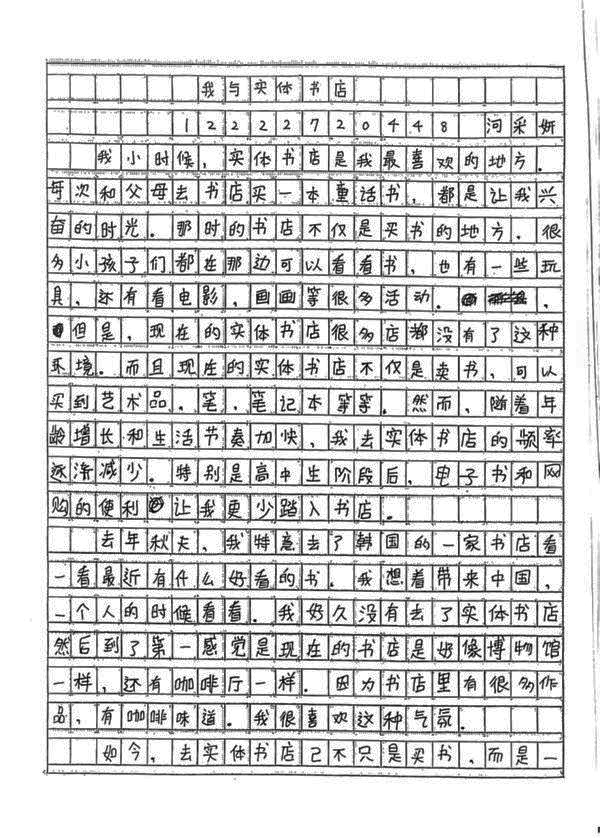 我与实体书店
12222720448 河采妍
我小时候，实体书店是我最喜欢的地方．
每次和父母去书店买一本童话书，都是让我兴
奋的时光．那时的书店不仅是买书的地方．很
多小孩子们都在那边可以看看书，也有一些玩
具，还有看电影，画画等很多活动．，
但是，现在的实体书店很多店都没有了这种
环境．而且现在的实体书店不仅是卖书，可以
买到艺术品，笔，笔记本等等．然而，随着年
龄增长和生活节奏加快，我去实体书店的频率
逐渐减少．特别是高中生阶段后，电子书和网
购的便利让我更少踏入书店．
去年秋天，我特意去了韩国的一家书店看
一看最近有什么好看的书．我想着带来中国，
一个人的时候看看．我好久没有去了实体书店
然后到了第一感觉是现在的书店是好像博物馆
一样，还有咖啡厅一样．因为书店里有很多作
品，有咖啡味道．我很喜欢这种气氛．
如今，去实体书店已不只是买书，而是一